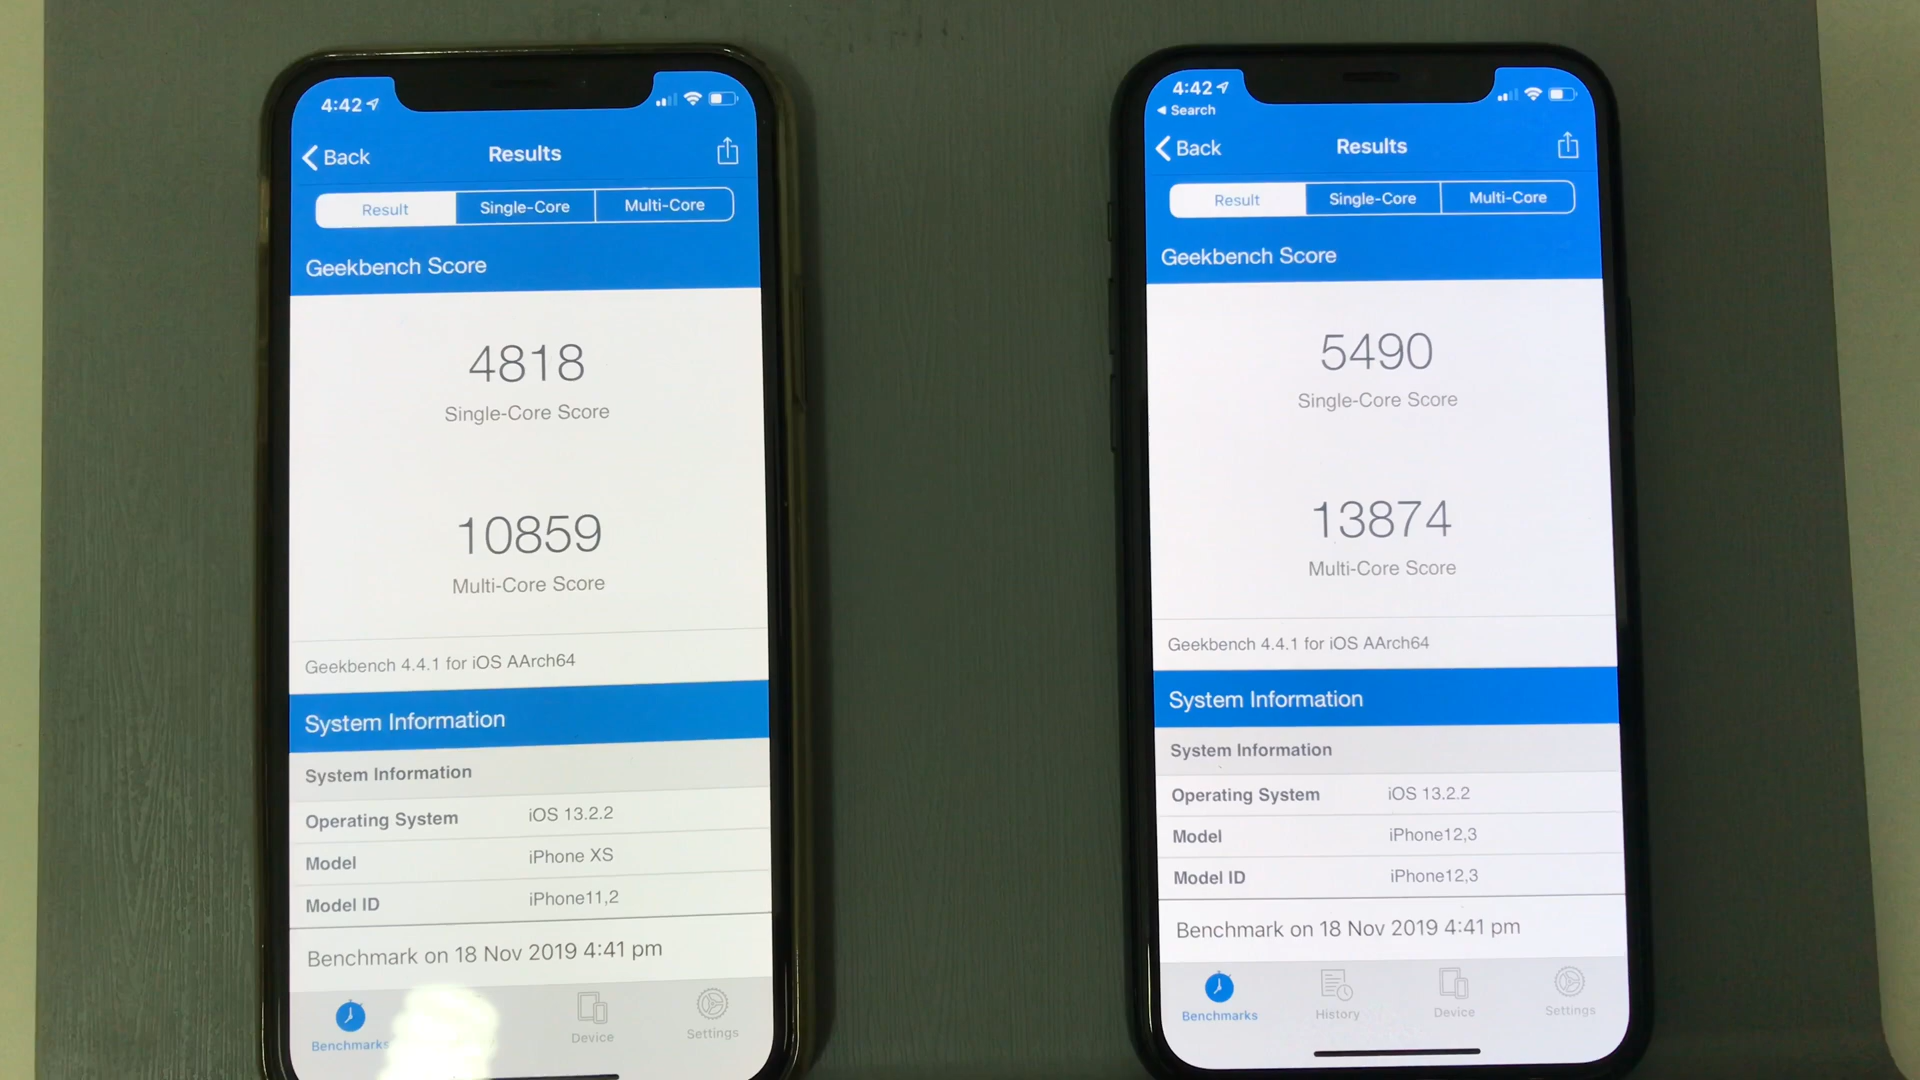 4:42
Back
Results
Result Single-Core Multi-Core
Geekbench Score
4818
Single-Core Score
10859
Multi-Core Score
Geekbench 4.4.1 for iOS AArch64
System Information
System Information
Operating System iOS 13.2.2
Model iPhone XS
Model ID iPhone11,2
Benchmark on 18 Nov 2019 4:41 pm
Benchmarks Device Settings
4:42
Search
Back
Results
Result Single-Core Multi-Core
Geekbench Score
5490
Single-Core Score
13874
Multi-Core Score
Geekbench 4.4.1 for iOS AArch64
System Information
System Information
Operating System iOS 13.2.2
Model iPhone12,3
Model ID iPhone12,3
Benchmark on 18 Nov 2019 4:41 pm
Benchmarks History Device Settings